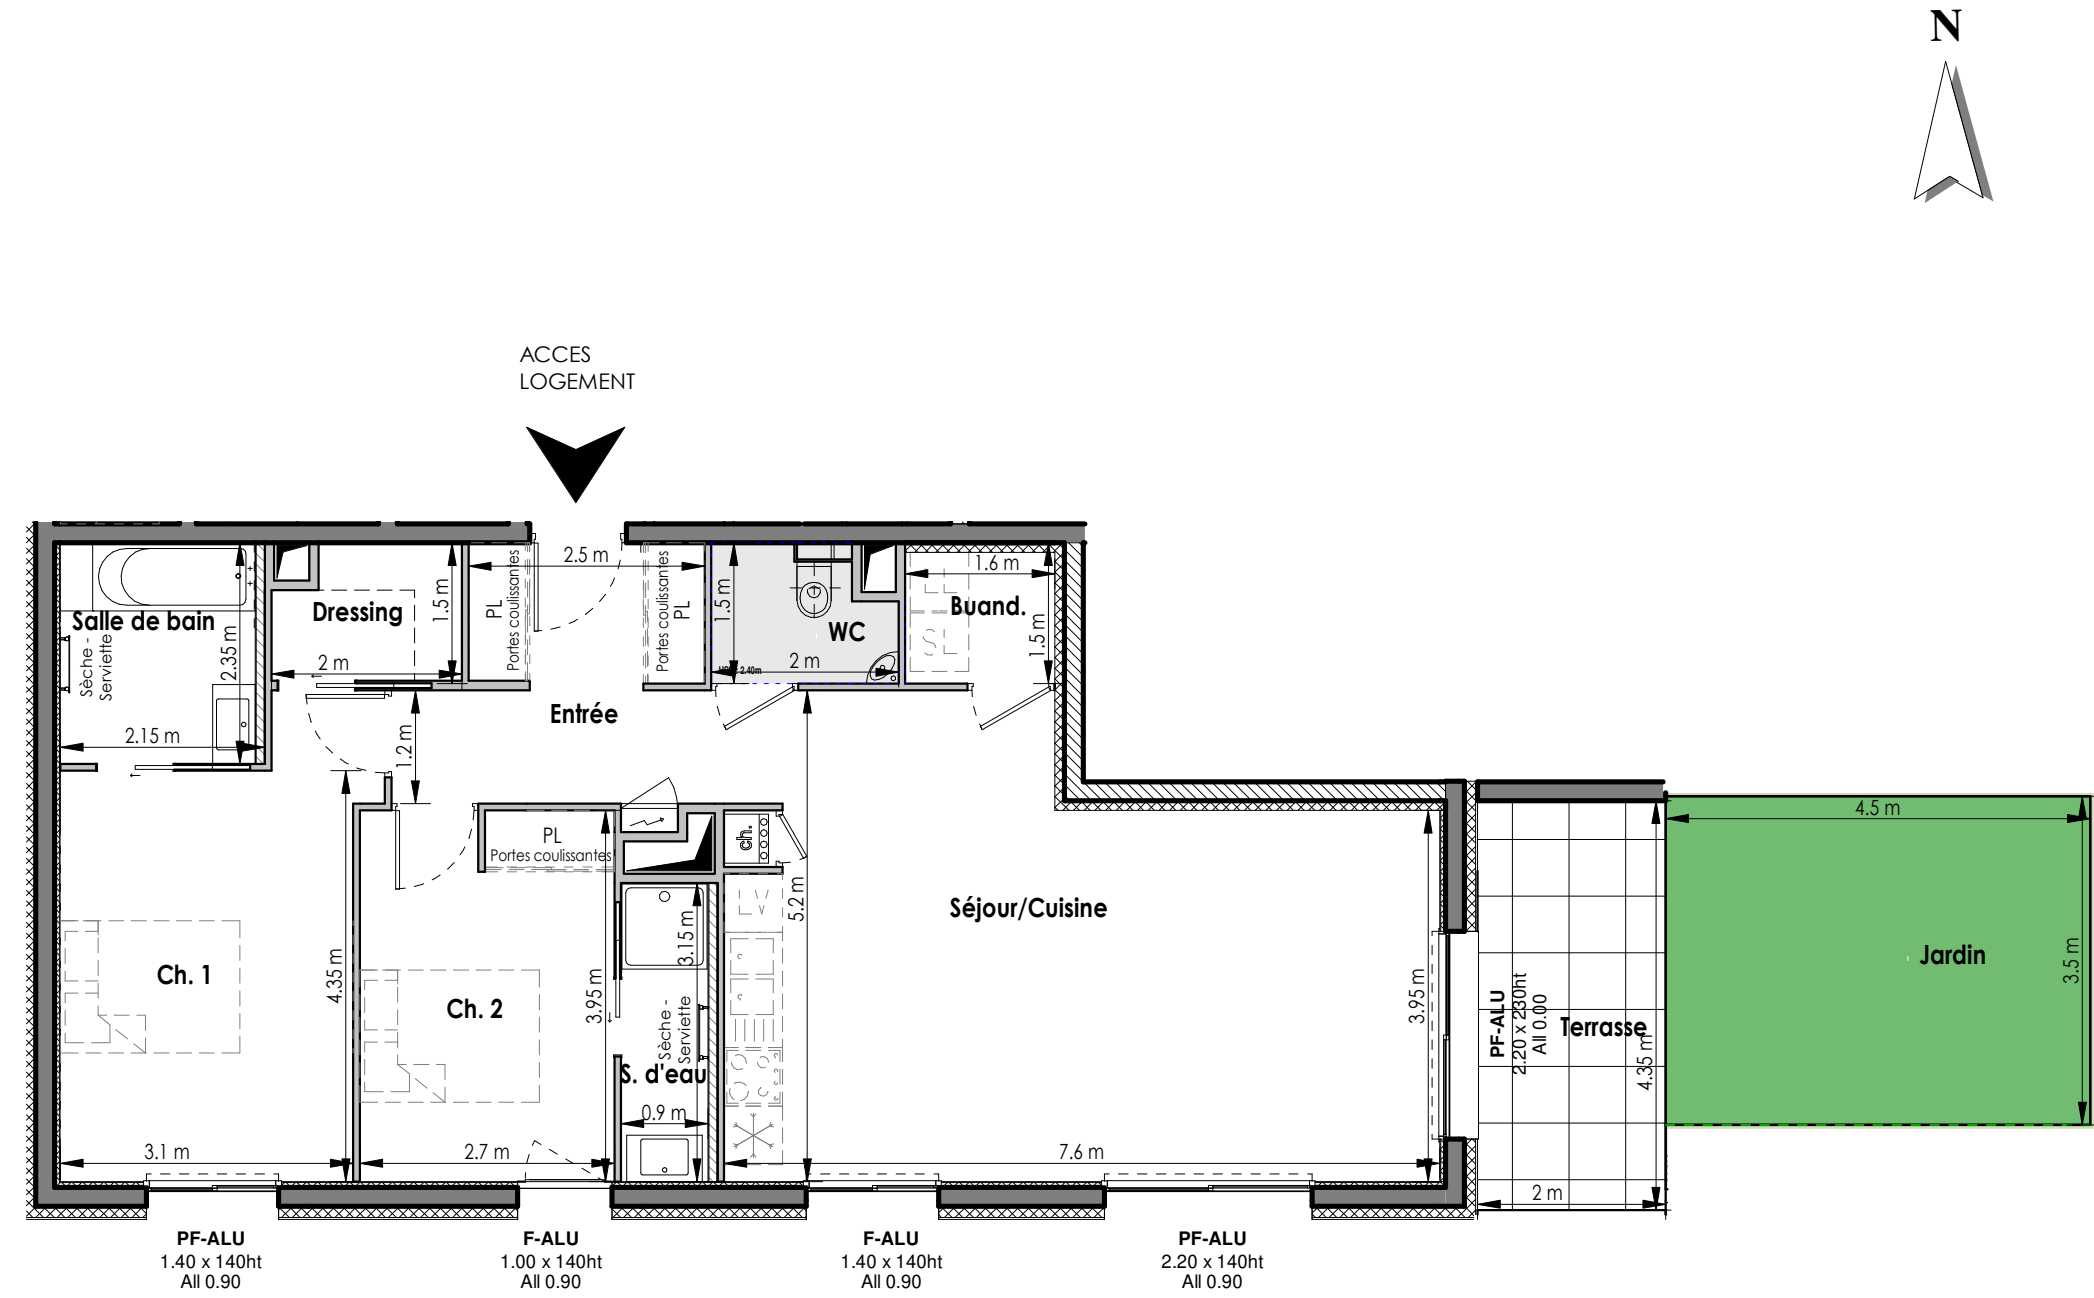 N
ACCES
LOGEMENT
2.5 m
1.6 m
PL
Portes coulissantes
Portes coulissantes
PL
1.5 m
1.5 m
1.5 m
Dressing
Buand.
LL
SL
Salle de bain
WC
2.35 m
Sèche -
Serviette
2 m
2 m
2.40m
Entrée
2.15 m
1.2 m
4.5 m
PL
Portes coulissantes
ch.
LV
5.2 m
Séjour/Cuisine
3.15 m
Jardin
3.5 m
Ch. 1
4.35 m
Ch. 2
3.95 m
3.95 m
Sèche -
Serviette
PF-ALU
2.20 x 230ht
All 0.00
Terrasse
4.35 m
S. d'eau
0.9 m
3.1 m
2.7 m
7.6 m
2 m
PF-ALU
1.40 x 140ht
All 0.90
F-ALU
1.00 x 140ht
All 0.90
F-ALU
1.40 x 140ht
All 0.90
PF-ALU
2.20 x 140ht
All 0.90